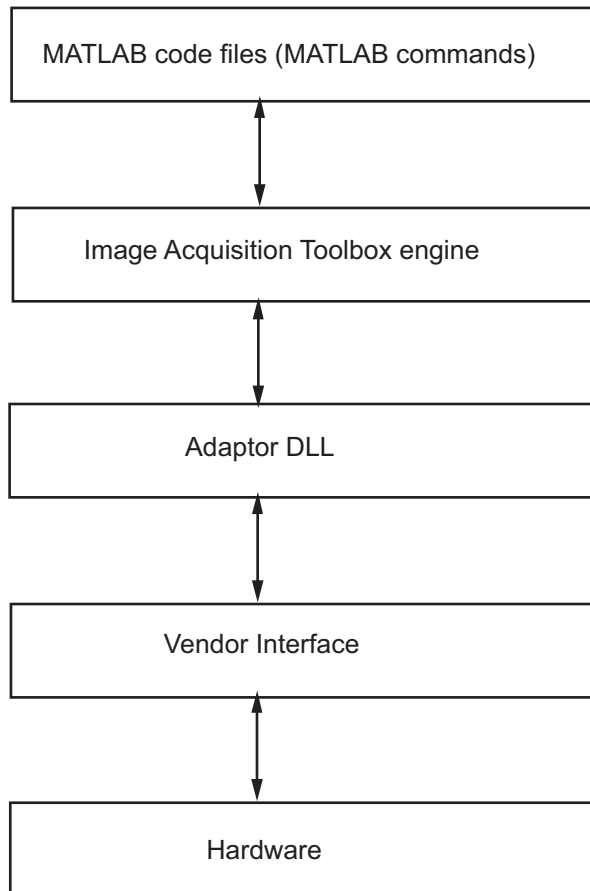 MATLAB code files (MATLAB commands)
Image Acquisition Toolbox engine
Adaptor DLL
Vendor Interface
Hardware